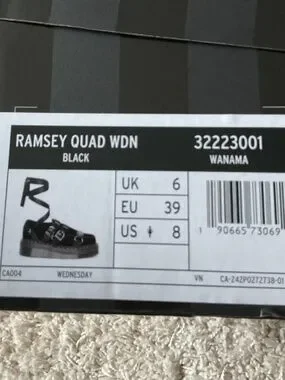 RAMSEY QUAD WDN 32223001
BLACK WANAMA
UK 6
EU 39
US 8
1 90665 73069
CA004 WEDNESDAY VN CA-24ZP02T2T38-01